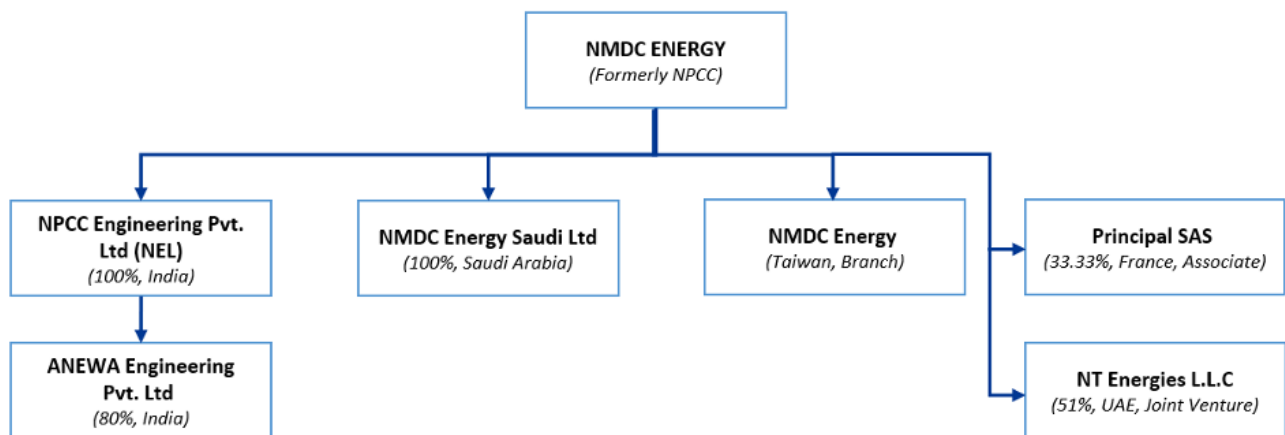 NMDC ENERGY
(Formerly NPCC)
NPCC Engineering Pvt.
Ltd (NEL)
(100%, India)
NMDC Energy Saudi Ltd
(100%, Saudi Arabia)
NMDC Energy
(Taiwan, Branch)
Principal SAS
(33.33%, France, Associate)
ANEWA Engineering
Pvt. Ltd
(80%, India)
NT Energies L.L.C
(51%, UAE, Joint Venture)